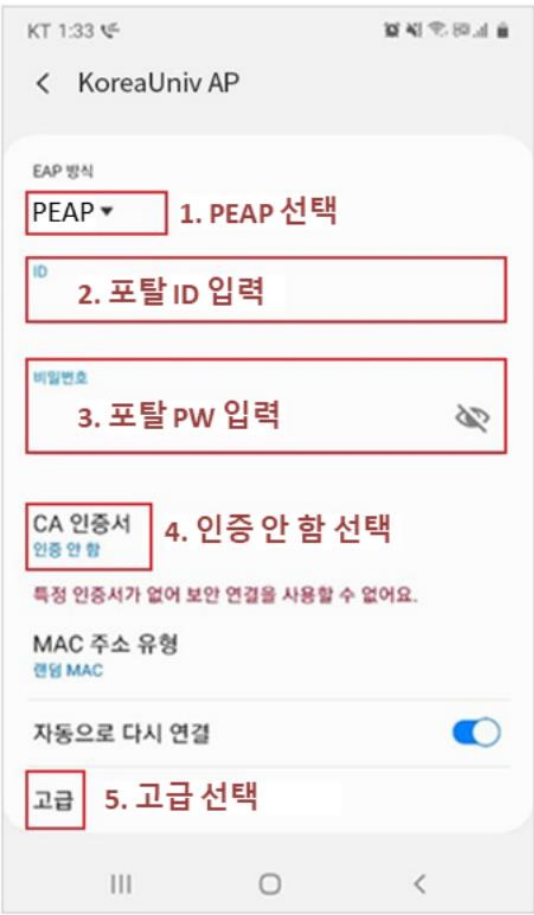 KT 1:33
KoreaUniv AP
EAP 방식
PEAP 1. PEAP 선택
ID
2. 포탈 ID 입력
비밀번호
3. 포탈 PW 입력
CA 인증서
인증 안 함
4. 인증 안 함 선택
특정 인증서가 없어 보안 연결을 사용할 수 없어요.
MAC 주소 유형
랜덤 MAC
자동으로 다시 연결
고급 5. 고급 선택